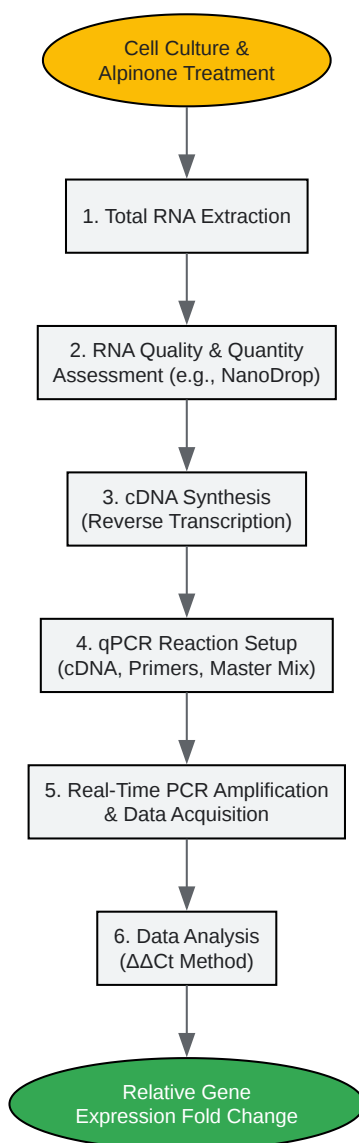 Cell Culture &
Alpinone Treatment
1. Total RNA Extraction
2. RNA Quality & Quantity
Assessment (e.g., NanoDrop)
3. cDNA Synthesis
(Reverse Transcription)
4. qPCR Reaction Setup
(cDNA, Primers, Master Mix)
5. Real-Time PCR Amplification
& Data Acquisition
6. Data Analysis
(ΔΔCt Method)
Relative Gene
Expression Fold Change